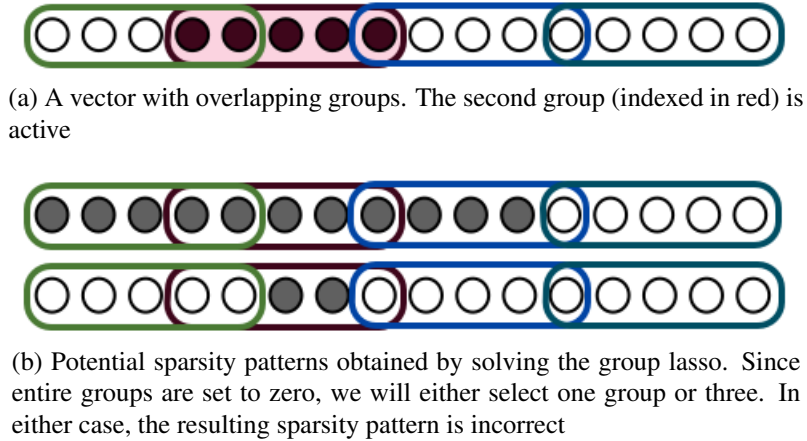 (a) A vector with overlapping groups. The second group (indexed in red) is
active
(b) Potential sparsity patterns obtained by solving the group lasso. Since
entire groups are set to zero, we will either select one group or three. In
either case, the resulting sparsity pattern is incorrect